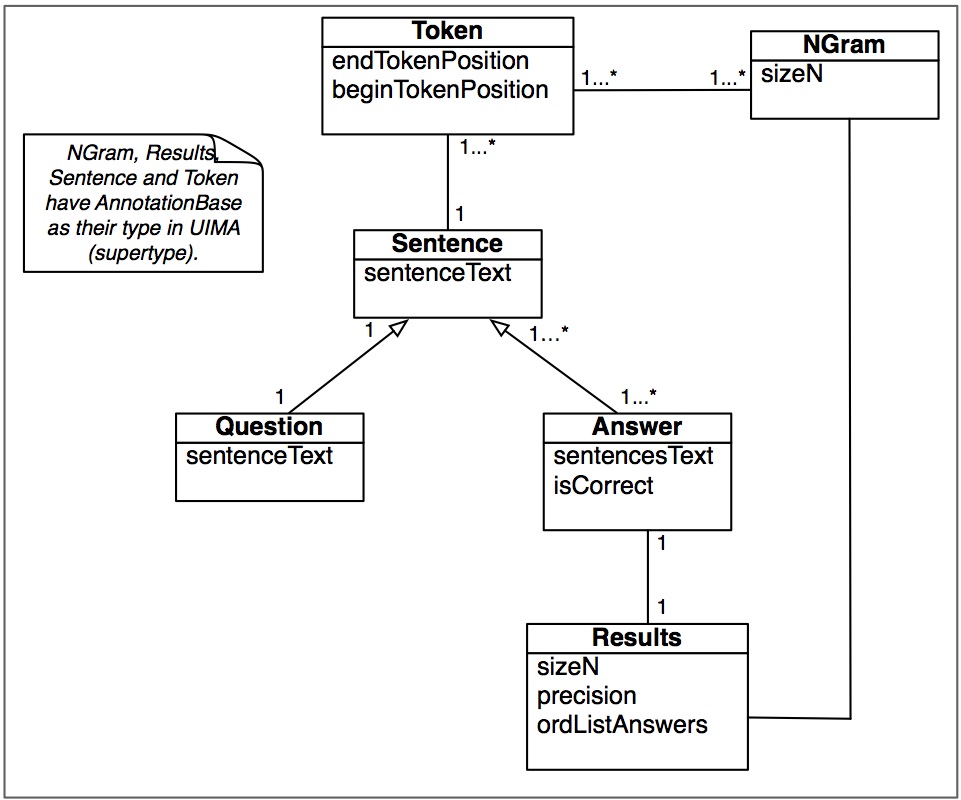 Token
endTokenPosition
beginTokenPosition
NGram
sizeN
1...*
1...*
NGram, Results,
Sentence and Token
have AnnotationBase
as their type in UIMA
(supertype).
1...*
1
Sentence
sentenceText
1
1...*
1
1...*
Question
sentenceText
Answer
sentencesText
isCorrect
1
1
Results
sizeN
precision
ordListAnswers